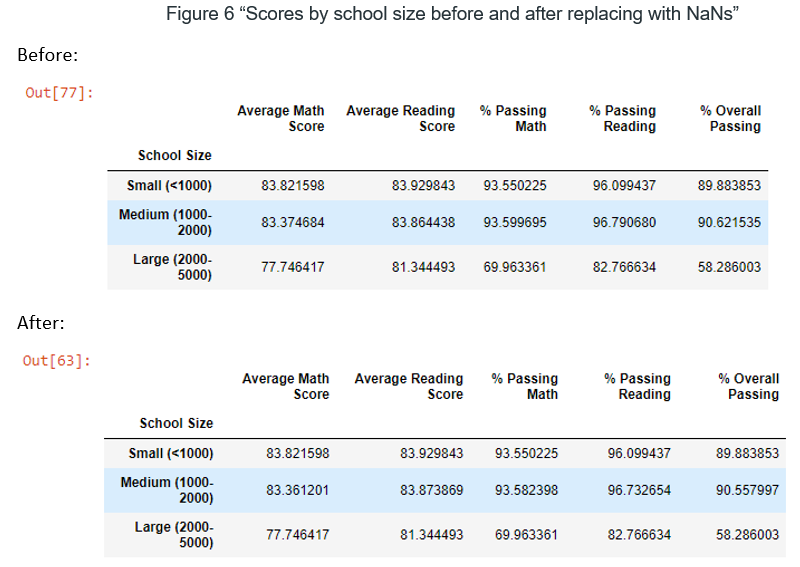 Figure 6 “Scores by school size before and after replacing with NaNs”
Before:
Out[77]:
Average Math Score Average Reading Score % Passing Math % Passing Reading % Overall Passing
School Size
Small (<1000) 83.821598 83.929843 93.550225 96.099437 89.883853
Medium (1000-2000) 83.374684 83.864438 93.599695 96.790680 90.621535
Large (2000-5000) 77.746417 81.344493 69.963361 82.766634 58.286003
After:
Out[63]:
Average Math Score Average Reading Score % Passing Math % Passing Reading % Overall Passing
School Size
Small (<1000) 83.821598 83.929843 93.550225 96.099437 89.883853
Medium (1000-2000) 83.361201 83.873869 93.582398 96.732654 90.557997
Large (2000-5000) 77.746417 81.344493 69.963361 82.766634 58.286003